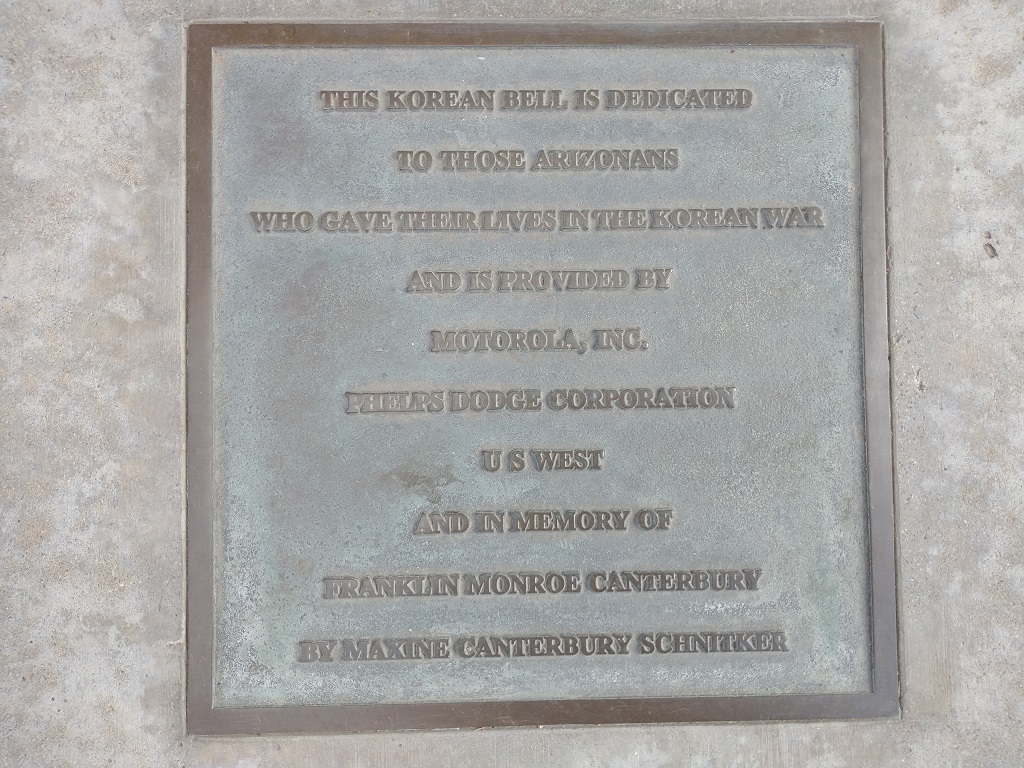 THIS KOREAN BELL IS DEDICATED
TO THOSE ARIZONANS
WHO GAVE THEIR LIVES IN THE KOREAN WAR
AND IS PROVIDED BY
MOTOROLA, INC.
PHELPS DODGE CORPORATION
U S WEST
AND IN MEMORY OF
FRANKLIN MONROE CANTERBURY
BY MAXINE CANTERBURY SCHNITKER